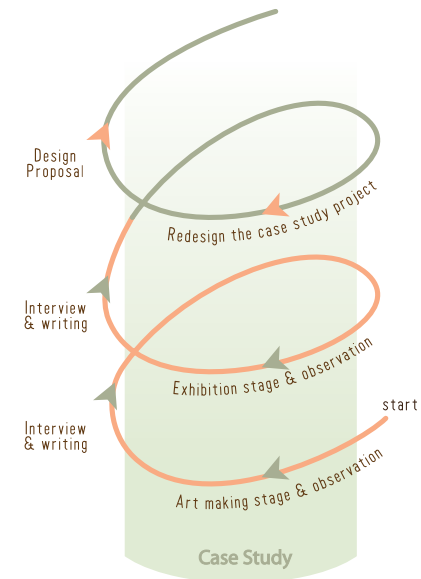 Design
Proposal
Redesign the case study project
Interview
& writing
Exhibition stage & observation
start
Interview
& writing
Art making stage & observation
Case Study